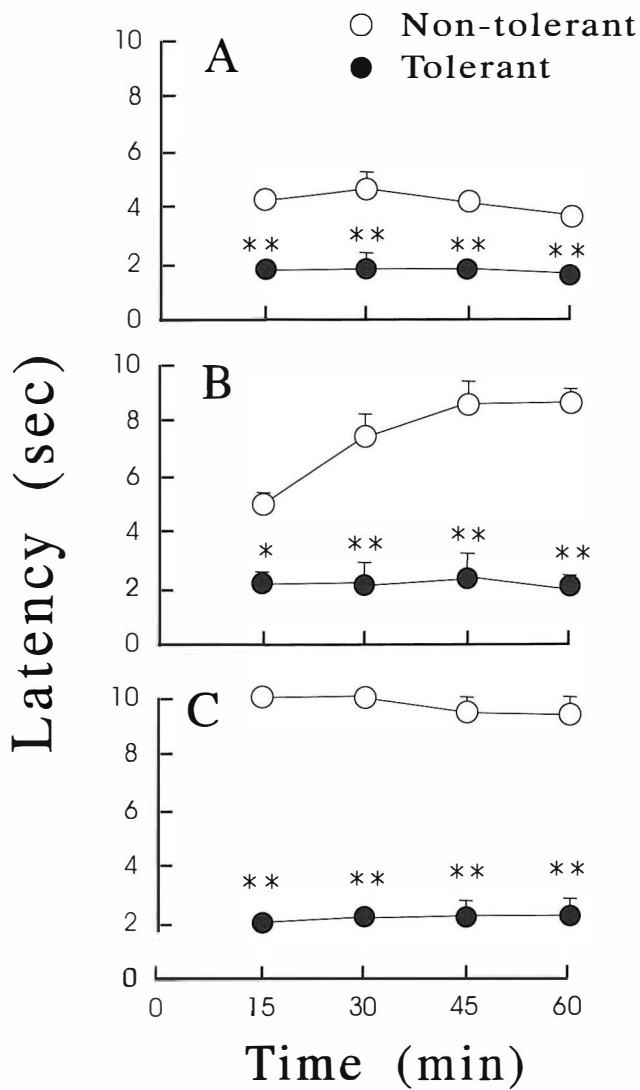 Non-tolerant
Tolerant
A
10
8
6
4
2
0
** ** ** **
B
10
8
6
4
2
0
* ** ** **
C
10
8
6
4
2
0
** ** ** **
0 15 30 45 60
Latency (sec)
Time (min)